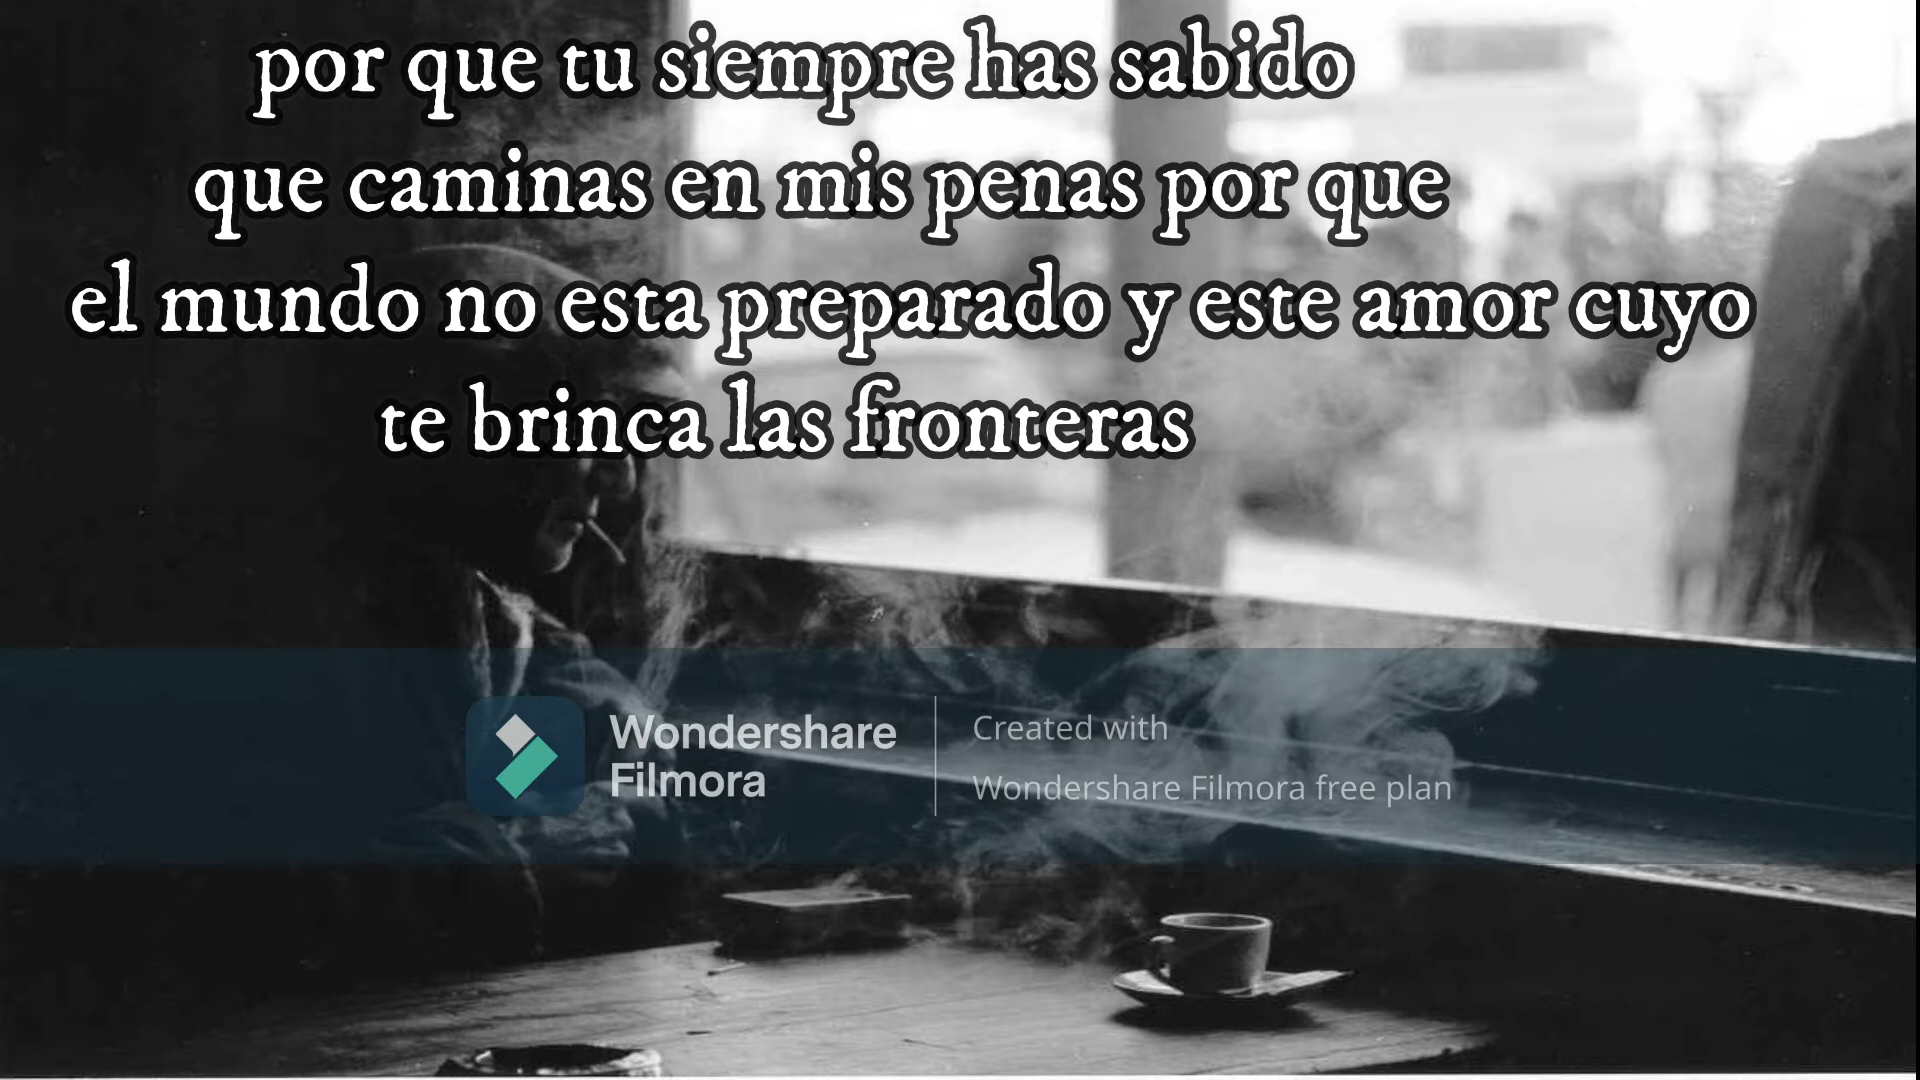 por que tu siempre has sabido
que caminas en mis penas por que
el mundo no esta preparado y este amor cuyo
te brinca las fronteras
Wondershare
Filmora
Created with
Wondershare Filmora free plan